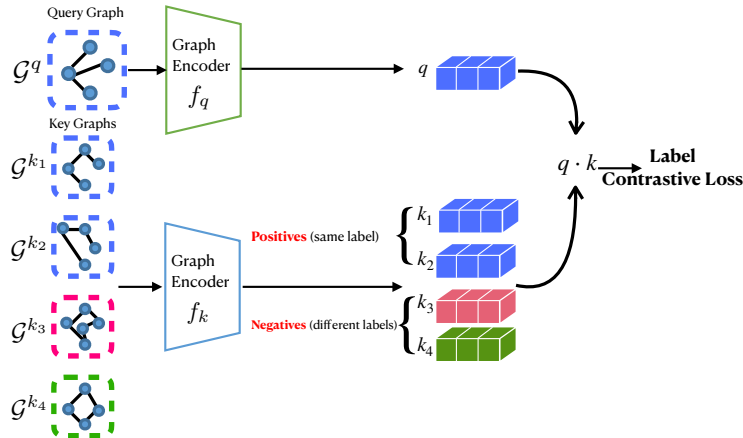 Query Graph
𝒢^q
Graph
Encoder
f_q
q
Key Graphs
𝒢^{k_1}
q · k
Label
Contrastive Loss
𝒢^{k_2}
Graph
Encoder
f_k
Positives (same label)
k_1
k_2
𝒢^{k_3}
Negatives (different labels)
k_3
k_4
𝒢^{k_4}